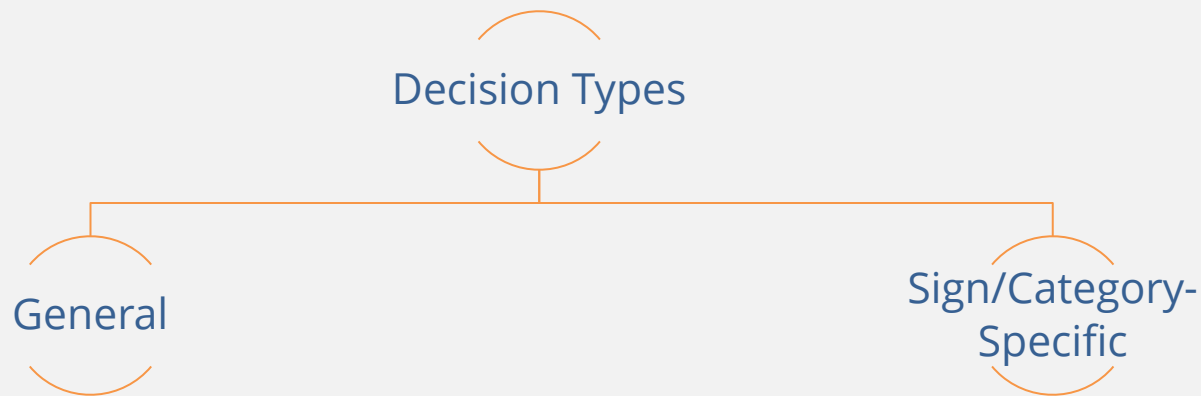 Decision Types
General
Sign/Category-
Specific